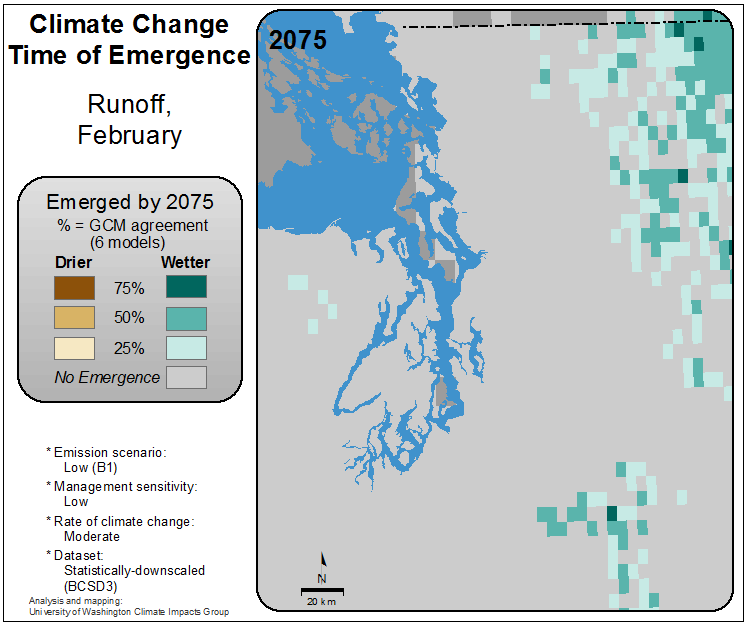 Climate Change
Time of Emergence
Runoff,
February
Emerged by 2075
% = GCM agreement
(6 models)
Drier Wetter
75%
50%
25%
No Emergence
* Emission scenario:
Low (B1)
* Management sensitivity:
Low
* Rate of climate change:
Moderate
* Dataset:
Statistically-downscaled
(BCSD3)
Analysis and mapping:
University of Washington Climate Impacts Group
2075
N
20 km